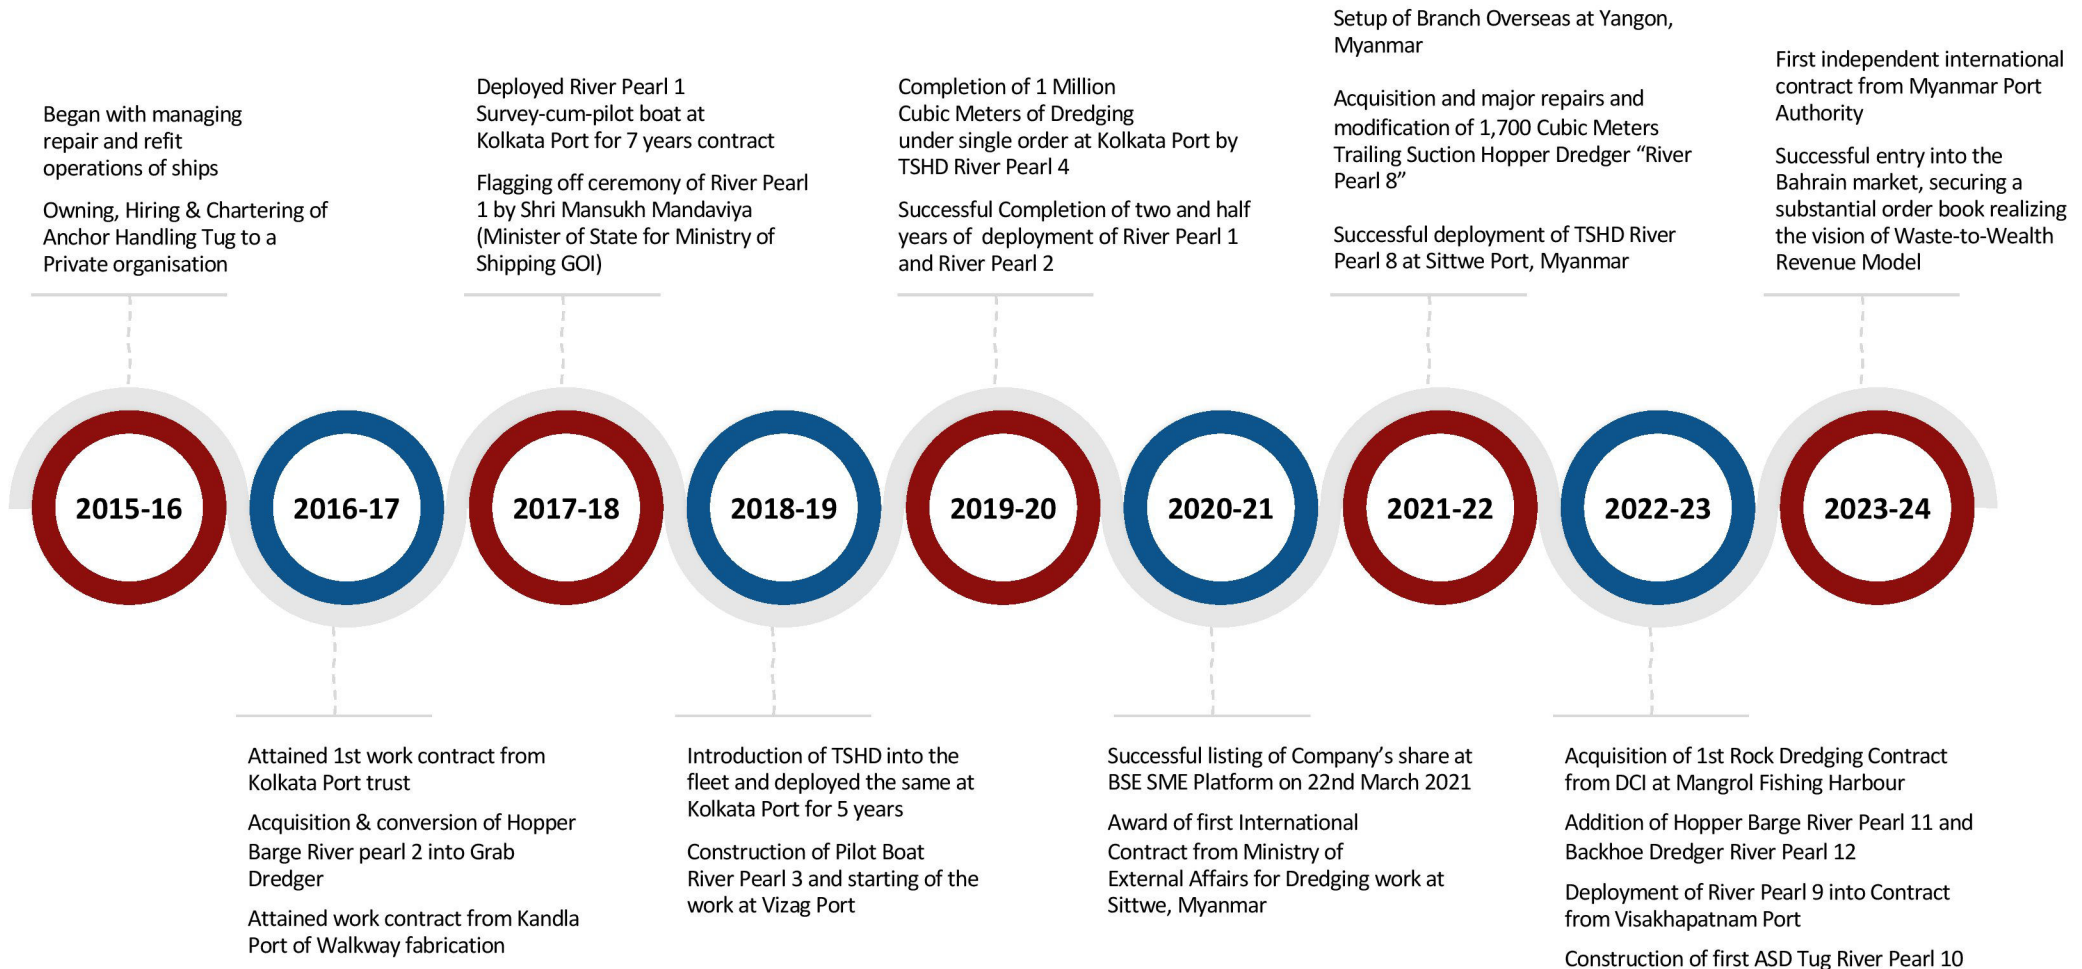 Began with managing
repair and refit
operations of ships
Owning, Hiring & Chartering of
Anchor Handling Tug to a
Private organisation
Deployed River Pearl 1
Survey-cum-pilot boat at
Kolkata Port for 7 years contract
Flagging off ceremony of River Pearl
1 by Shri Mansukh Mandaviya
(Minister of State for Ministry of
Shipping GOI)
Completion of 1 Million
Cubic Meters of Dredging
under single order at Kolkata Port by
TSHD River Pearl 4
Successful Completion of two and half
years of deployment of River Pearl 1
and River Pearl 2
Setup of Branch Overseas at Yangon,
Myanmar
Acquisition and major repairs and
modification of 1,700 Cubic Meters
Trailing Suction Hopper Dredger “River
Pearl 8”
Successful deployment of TSHD River
Pearl 8 at Sittwe Port, Myanmar
First independent international
contract from Myanmar Port
Authority
Successful entry into the
Bahrain market, securing a
substantial order book realizing
the vision of Waste-to-Wealth
Revenue Model
2015-16
2016-17
2017-18
2018-19
2019-20
2020-21
2021-22
2022-23
2023-24
Attained 1st work contract from
Kolkata Port trust
Acquisition & conversion of Hopper
Barge River pearl 2 into Grab
Dredger
Attained work contract from Kandla
Port of Walkway fabrication
Introduction of TSHD into the
fleet and deployed the same at
Kolkata Port for 5 years
Construction of Pilot Boat
River Pearl 3 and starting of the
work at Vizag Port
Successful listing of Company’s share at
BSE SME Platform on 22nd March 2021
Award of first International
Contract from Ministry of
External Affairs for Dredging work at
Sittwe, Myanmar
Acquisition of 1st Rock Dredging Contract
from DCI at Mangrol Fishing Harbour
Addition of Hopper Barge River Pearl 11 and
Backhoe Dredger River Pearl 12
Deployment of River Pearl 9 into Contract
from Visakhapatnam Port
Construction of first ASD Tug River Pearl 10